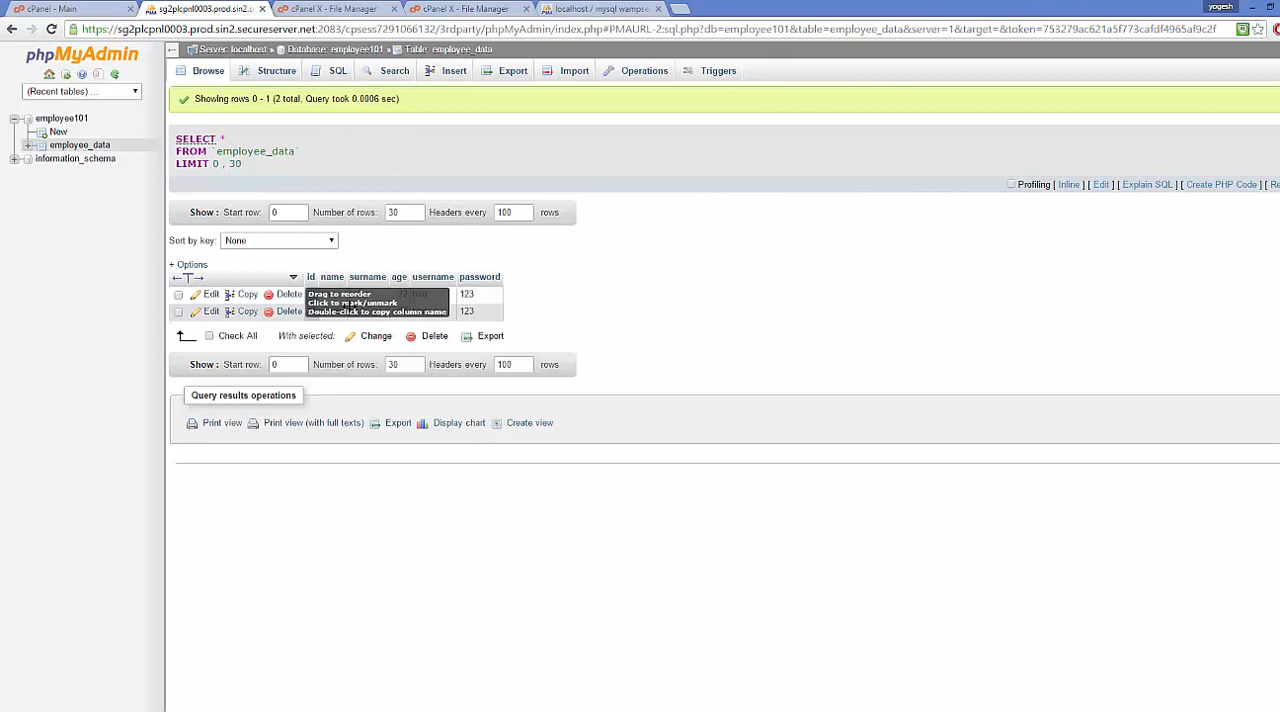 cPanel - Main
sg2plcpnl0003.prod.sin2.s
cPanel X - File Manager
cPanel X - File Manager
localhost / mysql wampse
yogesh
https://sg2plcpnl0003.prod.sin2.secureserver.net:2083/cpsess7291066132/3rdparty/phpMyAdmin/index.php#PMAURL-2:sql.php?db=employee101&table=employee_data&server=1&target=&token=753279ac621a5f773cafdf4965af9c2f
phpMyAdmin
(Recent tables) ...
employee101
New
employee_data
information_schema
Server: localhost » Database: employee101 » Table: employee_data
Browse Structure SQL Search Insert Export Import Operations Triggers
Showing rows 0 - 1 (2 total, Query took 0.0006 sec)
SELECT *
FROM `employee_data`
LIMIT 0 , 30
Profiling [ Inline ] [ Edit ] [ Explain SQL ] [ Create PHP Code ] [ Re
Show : Start row: 0 Number of rows: 30 Headers every 100 rows
Sort by key: None
+ Options
←T→ id name surname age username password
Edit Copy Delete 123
Drag to reorder
Click to mark/unmark
Double-click to copy column name
Edit Copy Delete 123
Check All With selected: Change Delete Export
Show : Start row: 0 Number of rows: 30 Headers every 100 rows
Query results operations
Print view Print view (with full texts) Export Display chart Create view